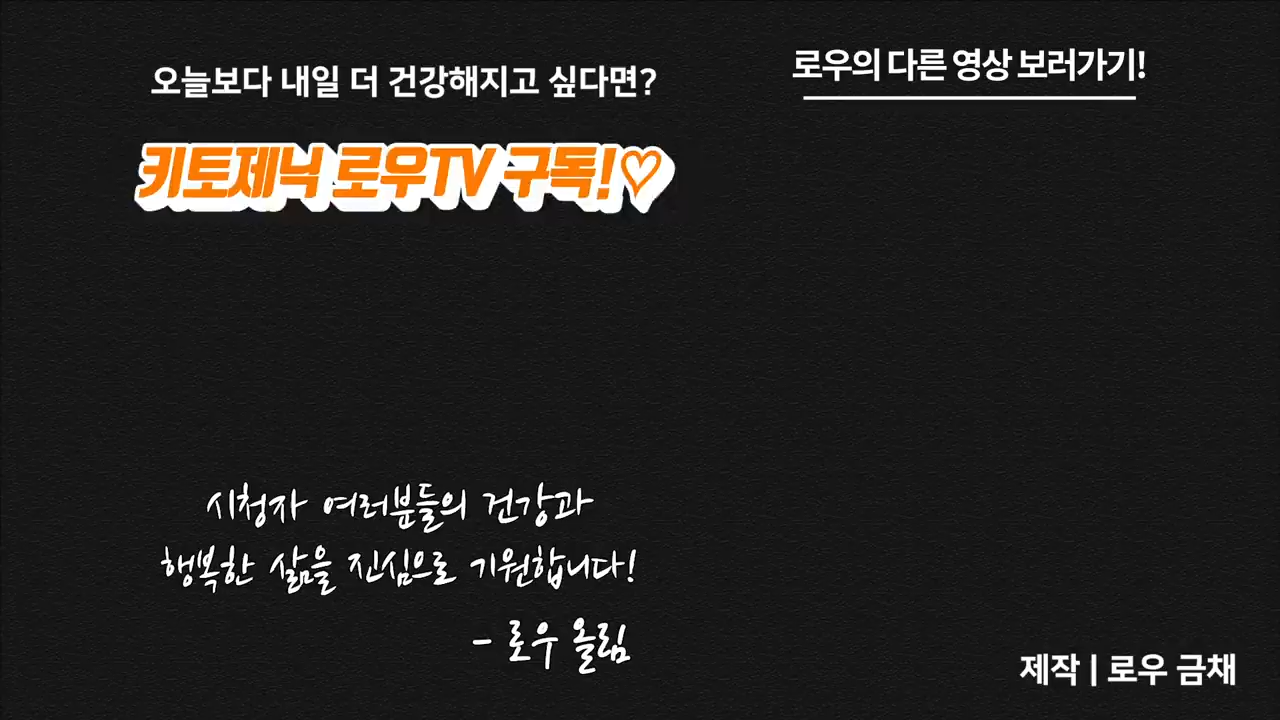 오늘보다 내일 더 건강해지고 싶다면?
키토제닉 로우TV 구독!♡
로우의 다른 영상 보러가기!
시청자 여러분들의 건강과
행복한 삶을 진심으로 기원합니다!
- 로우 올림
제작 | 로우 금채